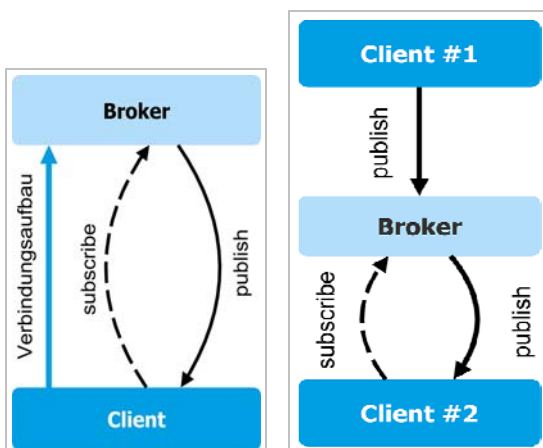 Broker
Verbindungsaufbau
subscribe
publish
Client
Client #1
publish
Broker
subscribe
publish
Client #2